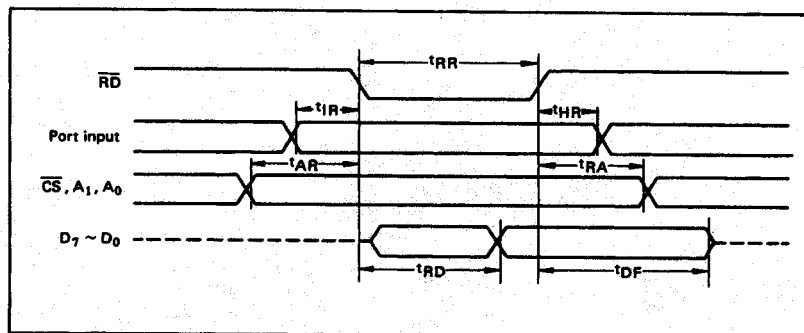 tRR
RD
tIR
tHR
Port input
tAR
tRA
CS, A1, A0
D7 ~ D0
tRD
tDF